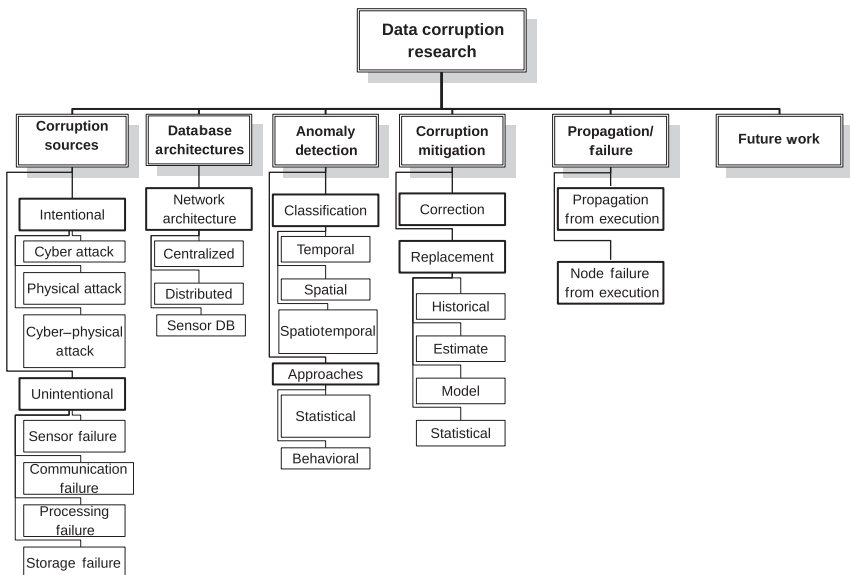 Data corruption
research
Corruption
sources
Database
architectures
Anomaly
detection
Corruption
mitigation
Propagation/
failure
Future work
Intentional
Cyber attack
Physical attack
Cyber–physical
attack
Unintentional
Sensor failure
Communication
failure
Processing
failure
Storage failure
Network
architecture
Centralized
Distributed
Sensor DB
Classification
Temporal
Spatial
Spatiotemporal
Approaches
Statistical
Behavioral
Correction
Replacement
Historical
Estimate
Model
Statistical
Propagation
from execution
Node failure
from execution